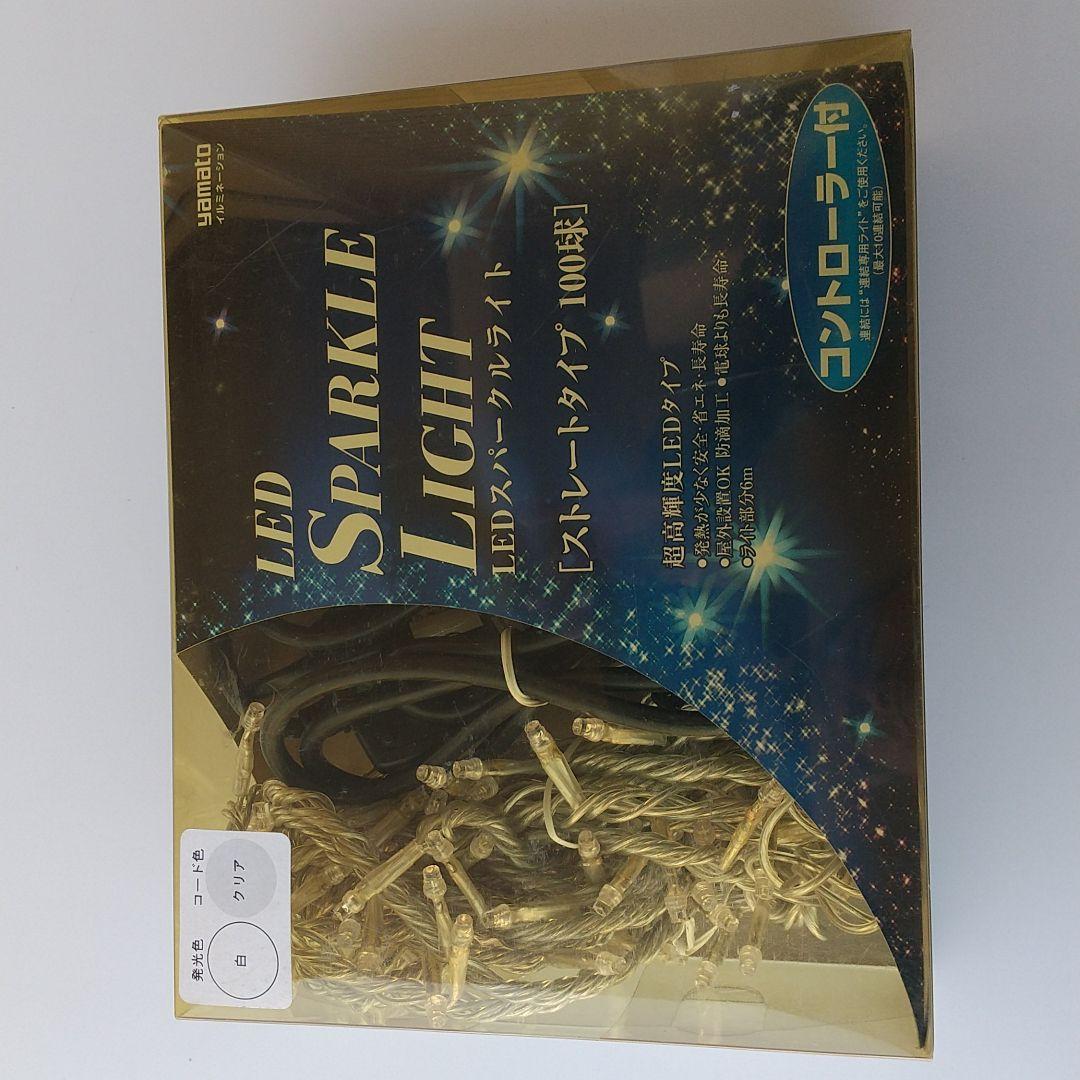 yamato
イルミネーション
LED
SPARKLE
LIGHT
LEDスパークルライト
[ストレートタイプ 100球]
超高輝度LEDタイプ
●発熱が少なく安全・省エネ・長寿命
●屋外設置OK 防滴加工 ●電球よりも長寿命
●ライト部分6m
コントローラー付
連結には“連結専用ライト”をご使用ください。
(最大10連結可能)
発光色 コード色
白 クリア